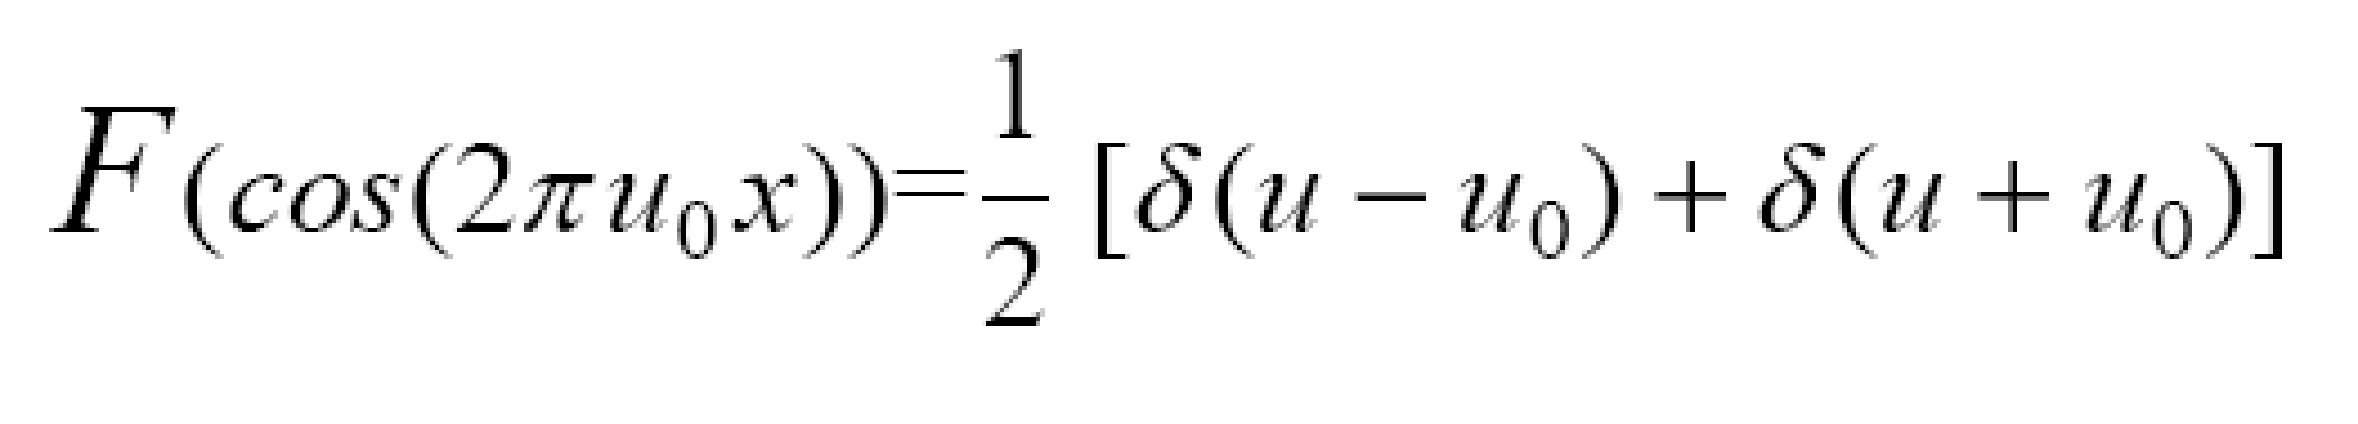 F(cos(2πu₀x))=1/2 [δ(u − u₀) + δ(u + u₀)]